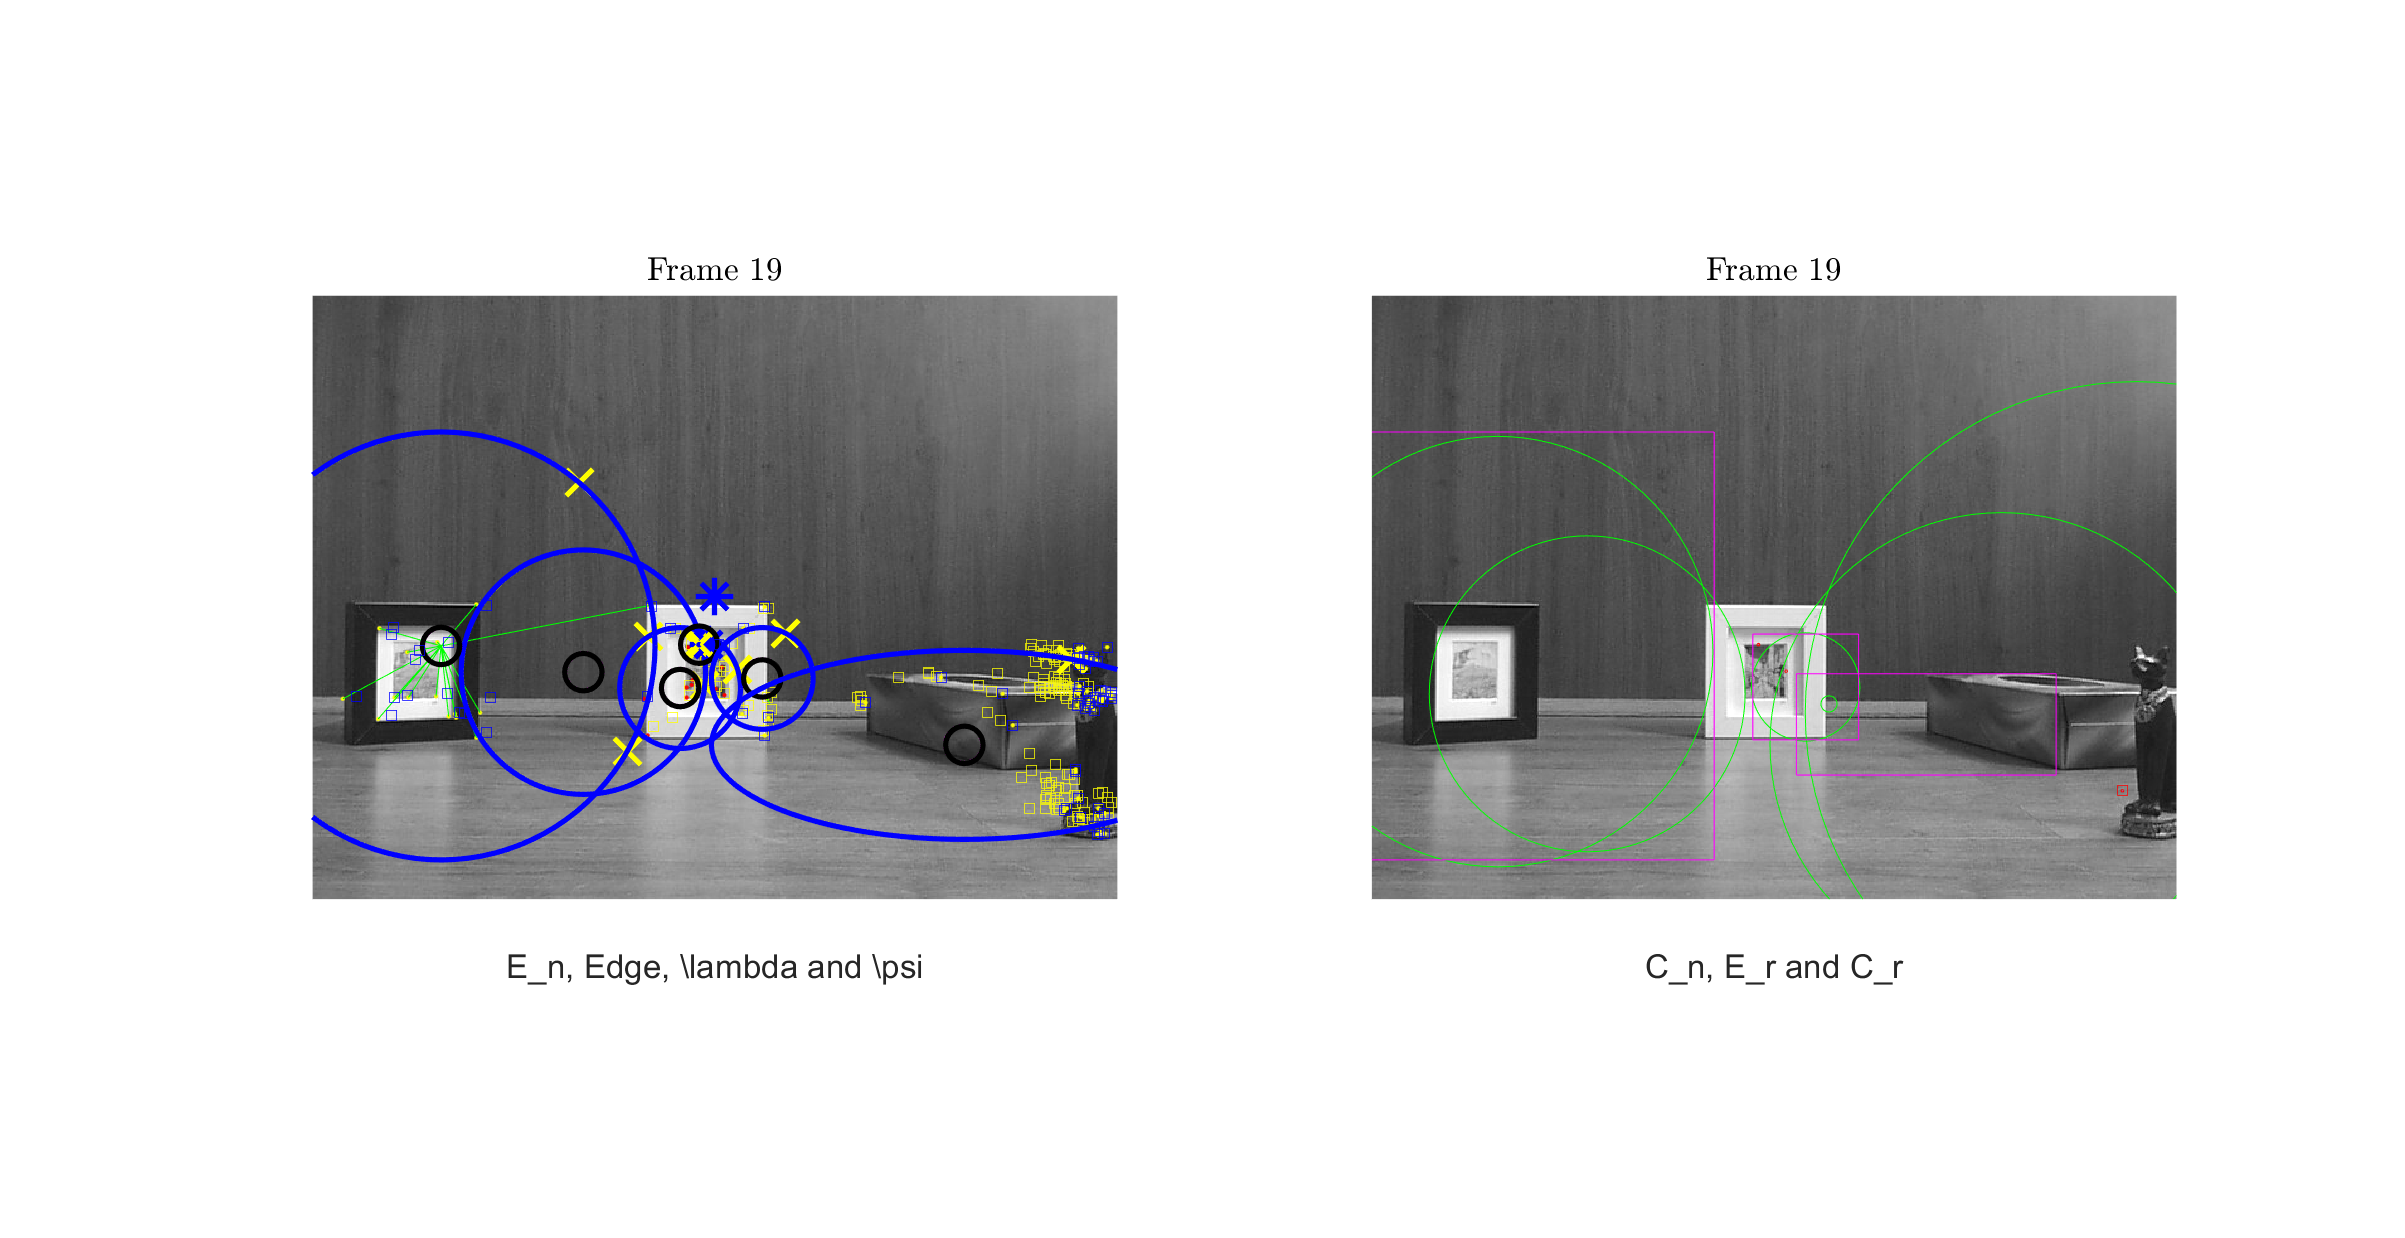 Frame 19
Frame 19
E_n, Edge, \lambda and \psi
C_n, E_r and C_r